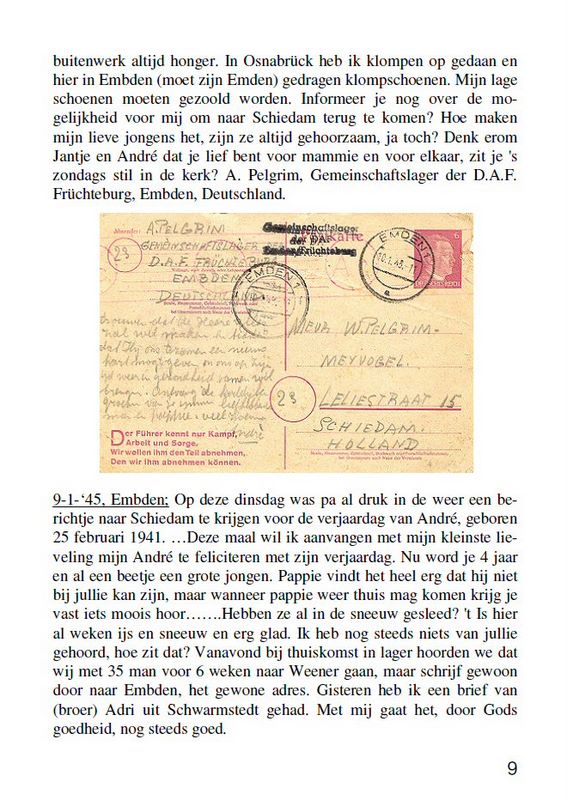 buitenwerk altijd honger. In Osnabrück heb ik klompen op gedaan en
hier in Embden (moet zijn Emden) gedragen klompschoenen. Mijn lage
schoenen moeten gezoold worden. Informeer je nog over de mo-
gelijkheid voor mij om naar Schiedam terug te komen? Hoe maken
mijn lieve jongens het, zijn ze altijd gehoorzaam, ja toch? Denk erom
Jantje en André dat je lief bent voor mammie en voor elkaar, zit je 's
zondags stil in de kerk? A. Pelgrim, Gemeinschaftslager der D.A.F.
Früchteburg, Embden, Deutschland.
Absender: A. PELGRIM
GEMEINSCHAFTSLAGER DER
D.A.F. FRÜCHTEBURG
EMBDEN
DEUTSCHLAND
Gemeinschaftslager
der DAF
Emden-Früchteburg
EMDEN 1
EMDEN 1
6
DEUTSCHES REICH
23
MEVR W. PELGRIM-
MEYVOGEL.
23
LELIESTRAAT 15
SCHIEDAM.
HOLLAND
Der Führer kennt nur Kampf,
Arbeit und Sorge.
Wir wollen ihm den Teil abnehmen,
Den wir ihm abnehmen können.
9-1-‘45, Embden; Op deze dinsdag was pa al druk in de weer een be-
richtje naar Schiedam te krijgen voor de verjaardag van André, geboren
25 februari 1941. …Deze maal wil ik aanvangen met mijn kleinste lie-
veling mijn André te feliciteren met zijn verjaardag. Nu word je 4 jaar
en al een beetje een grote jongen. Pappie vindt het heel erg dat hij niet
bij jullie kan zijn, maar wanneer pappie weer thuis mag komen krijg je
vast iets moois hoor…….Hebben ze al in de sneeuw gesleed? 't Is hier
al weken ijs en sneeuw en erg glad. Ik heb nog steeds niets van jullie
gehoord, hoe zit dat? Vanavond bij thuiskomst in lager hoorden we dat
wij met 35 man voor 6 weken naar Weener gaan, maar schrijf gewoon
door naar Embden, het gewone adres. Gisteren heb ik een brief van
(broer) Adri uit Schwarmstedt gehad. Met mij gaat het, door Gods
goedheid, nog steeds goed.
9